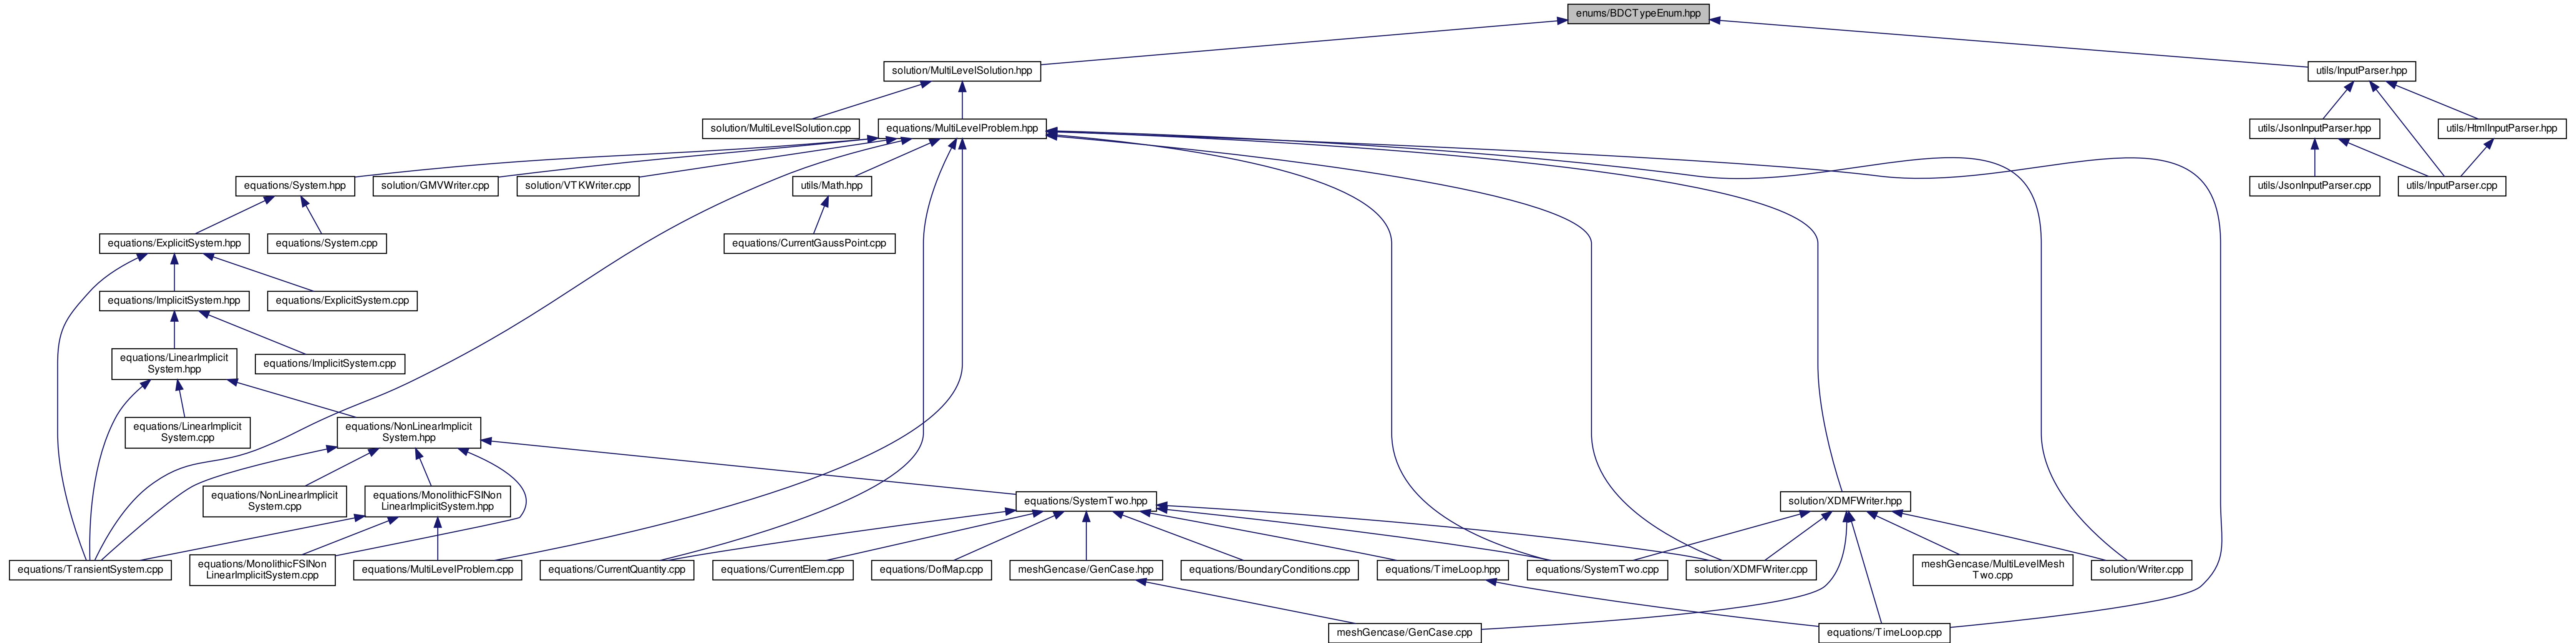 enums/BDCTypeEnum.hpp
solution/MultiLevelSolution.hpp
utils/InputParser.hpp
solution/MultiLevelSolution.cpp
equations/MultiLevelProblem.hpp
utils/JsonInputParser.hpp
utils/HtmlInputParser.hpp
equations/System.hpp
solution/GMVWriter.cpp
solution/VTKWriter.cpp
utils/Math.hpp
utils/JsonInputParser.cpp
utils/InputParser.cpp
equations/ExplicitSystem.hpp
equations/System.cpp
equations/CurrentGaussPoint.cpp
equations/ImplicitSystem.hpp
equations/ExplicitSystem.cpp
equations/LinearImplicit
System.hpp
equations/ImplicitSystem.cpp
equations/LinearImplicit
System.cpp
equations/NonLinearImplicit
System.hpp
equations/NonLinearImplicit
System.cpp
equations/MonolithicFSINon
LinearImplicitSystem.hpp
equations/SystemTwo.hpp
solution/XDMFWriter.hpp
equations/TransientSystem.cpp
equations/MonolithicFSINon
LinearImplicitSystem.cpp
equations/MultiLevelProblem.cpp
equations/CurrentQuantity.cpp
equations/CurrentElem.cpp
equations/DofMap.cpp
meshGencase/GenCase.hpp
equations/BoundaryConditions.cpp
equations/TimeLoop.hpp
equations/SystemTwo.cpp
solution/XDMFWriter.cpp
meshGencase/MultiLevelMesh
Two.cpp
solution/Writer.cpp
meshGencase/GenCase.cpp
equations/TimeLoop.cpp